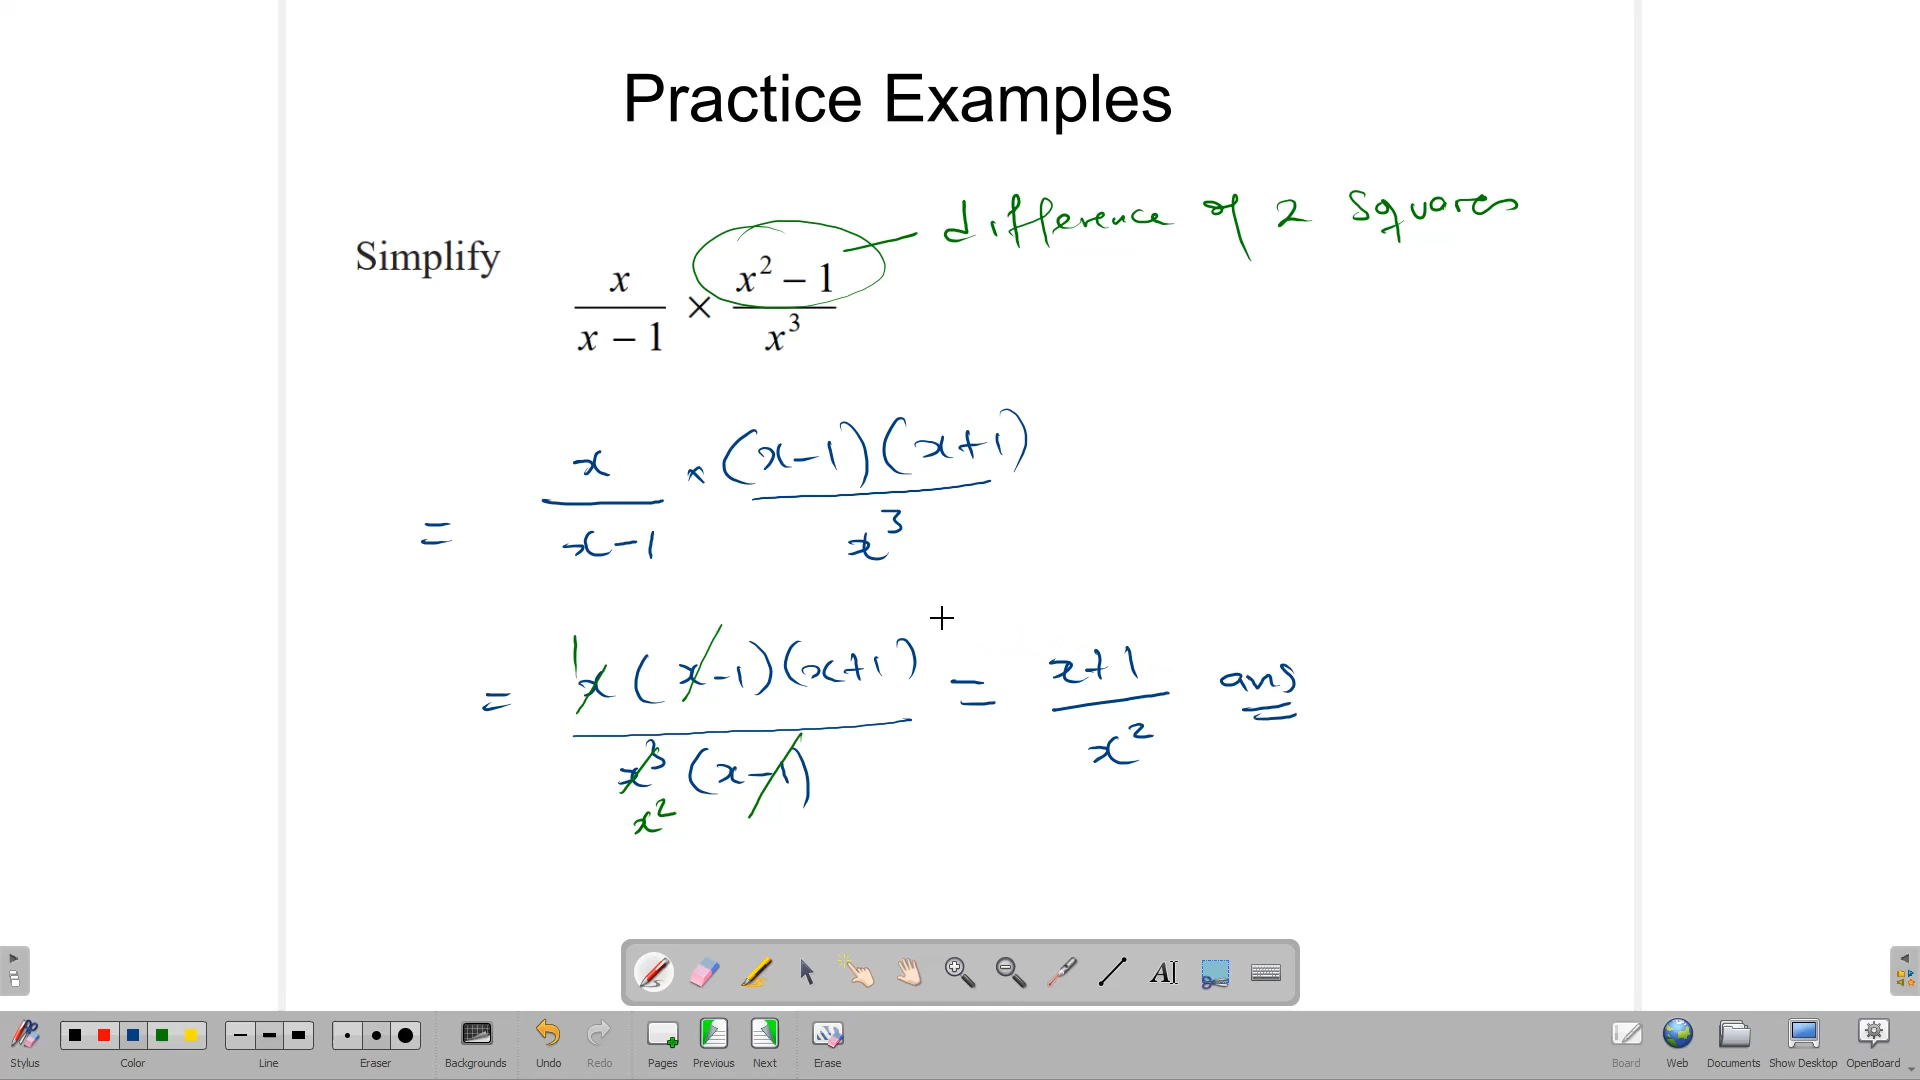 Practice Examples
difference of 2 squares
Simplify
x / (x − 1) × (x² − 1) / x³
= x / (x-1) × (x-1)(x+1) / x³
= 1 x(x-1)(x+1) / x³(x-1) x² = (x+1) / x² ans
Stylus Color Line Eraser Backgrounds Undo Redo Pages Previous Next Erase Board Web Documents Show Desktop OpenBoard